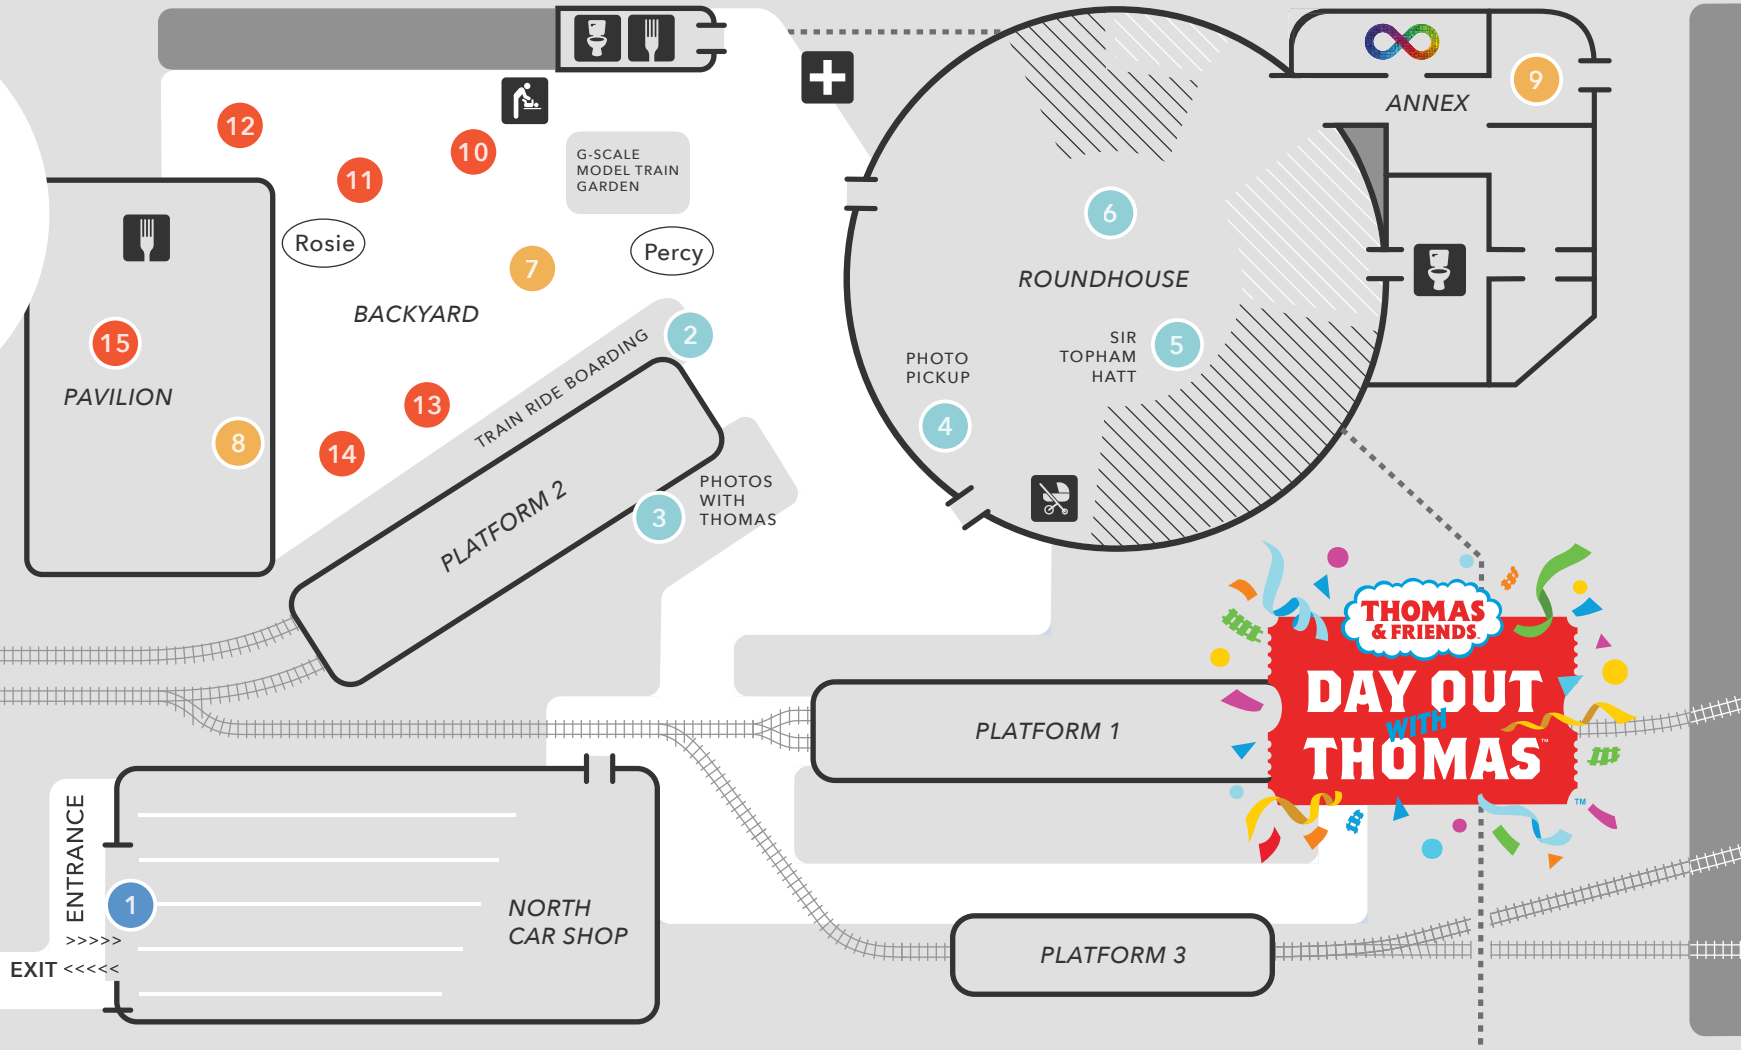 12
11
10
G-SCALE
MODEL TRAIN
GARDEN
Rosie
Percy
7
BACKYARD
15
PAVILION
8
13
14
TRAIN RIDE BOARDING
2
PLATFORM 2
3
PHOTOS
WITH
THOMAS
6
ROUNDHOUSE
SIR
TOPHAM
HATT
5
PHOTO
PICKUP
4
ANNEX
9
THOMAS
& FRIENDS
DAY OUT
WITH
THOMAS™
TM
PLATFORM 1
PLATFORM 3
ENTRANCE
1
>>>>>
EXIT <<<<<
NORTH
CAR SHOP